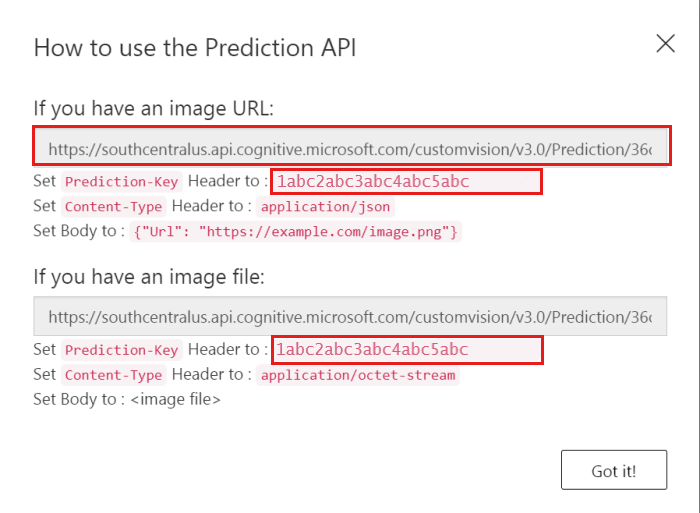 How to use the Prediction API
If you have an image URL:
https://southcentralus.api.cognitive.microsoft.com/customvision/v3.0/Prediction/36
Set Prediction-Key Header to : 1abc2abc3abc4abc5abc
Set Content-Type Header to : application/json
Set Body to : {"Url": "https://example.com/image.png"}
If you have an image file:
https://southcentralus.api.cognitive.microsoft.com/customvision/v3.0/Prediction/36
Set Prediction-Key Header to : 1abc2abc3abc4abc5abc
Set Content-Type Header to : application/octet-stream
Set Body to : <image file>
Got it!